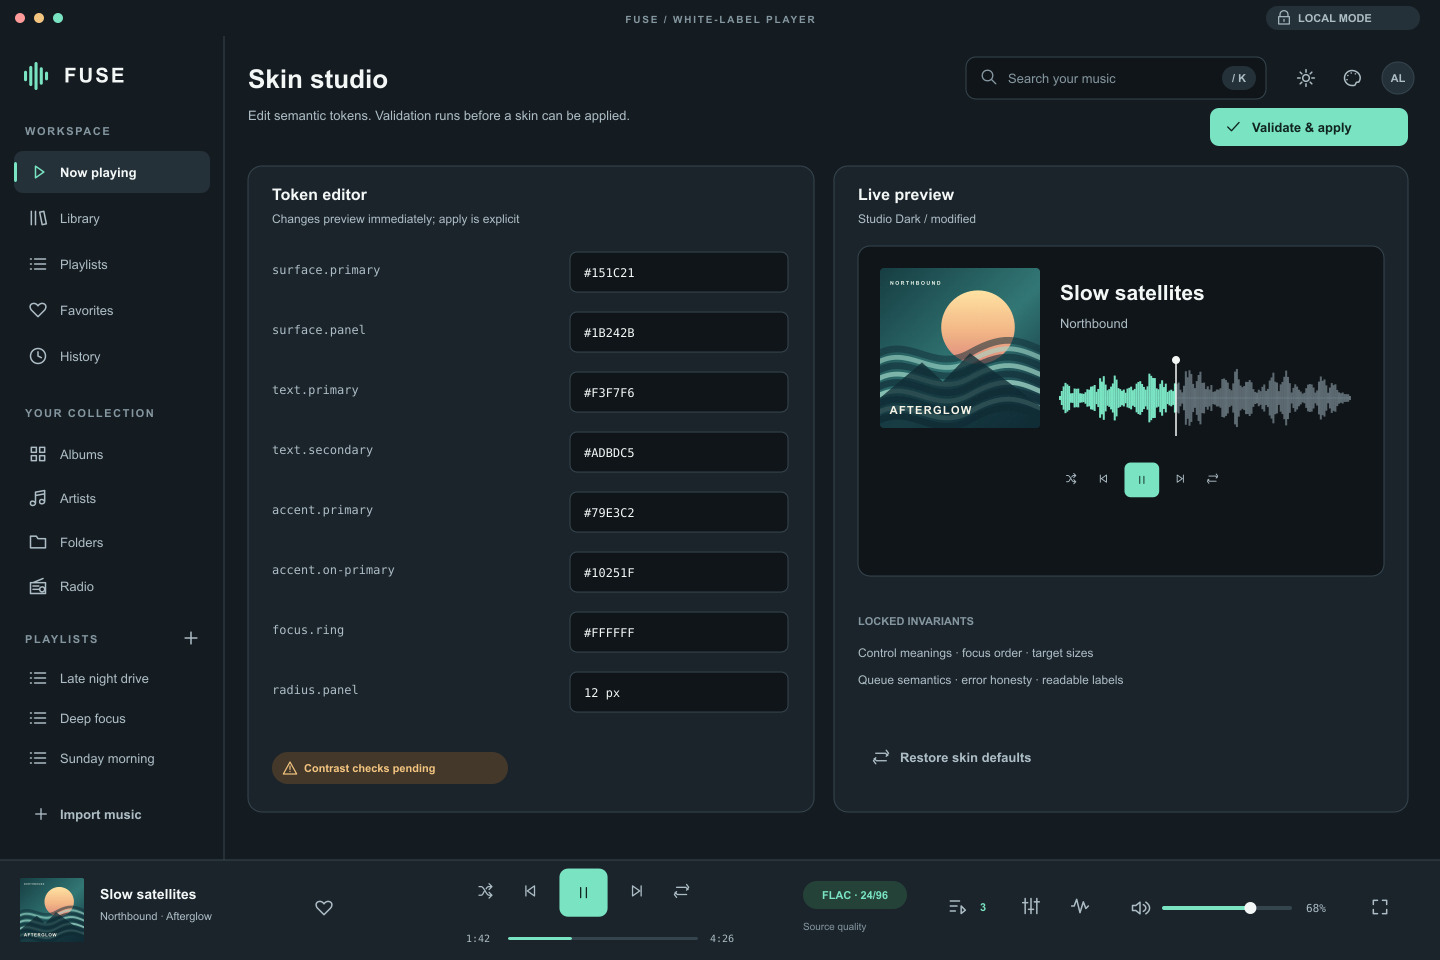 FUSE / WHITE-LABEL PLAYER
LOCAL MODE
FUSE
WORKSPACE
Now playing
Library
Playlists
Favorites
History
YOUR COLLECTION
Albums
Artists
Folders
Radio
PLAYLISTS
Late night drive
Deep focus
Sunday morning
Import music
Skin studio
Edit semantic tokens. Validation runs before a skin can be applied.
Search your music
/ K
AL
Validate & apply
Token editor
Changes preview immediately; apply is explicit
surface.primary
#151C21
surface.panel
#1B242B
text.primary
#F3F7F6
text.secondary
#ADBDC5
accent.primary
#79E3C2
accent.on-primary
#10251F
focus.ring
#FFFFFF
radius.panel
12 px
Contrast checks pending
Live preview
Studio Dark / modified
NORTHBOUND
AFTERGLOW
Slow satellites
Northbound
LOCKED INVARIANTS
Control meanings · focus order · target sizes
Queue semantics · error honesty · readable labels
Restore skin defaults
NORTHBOUND
AFTERGLOW
Slow satellites
Northbound · Afterglow
1:42
4:26
FLAC · 24/96
Source quality
3
68%